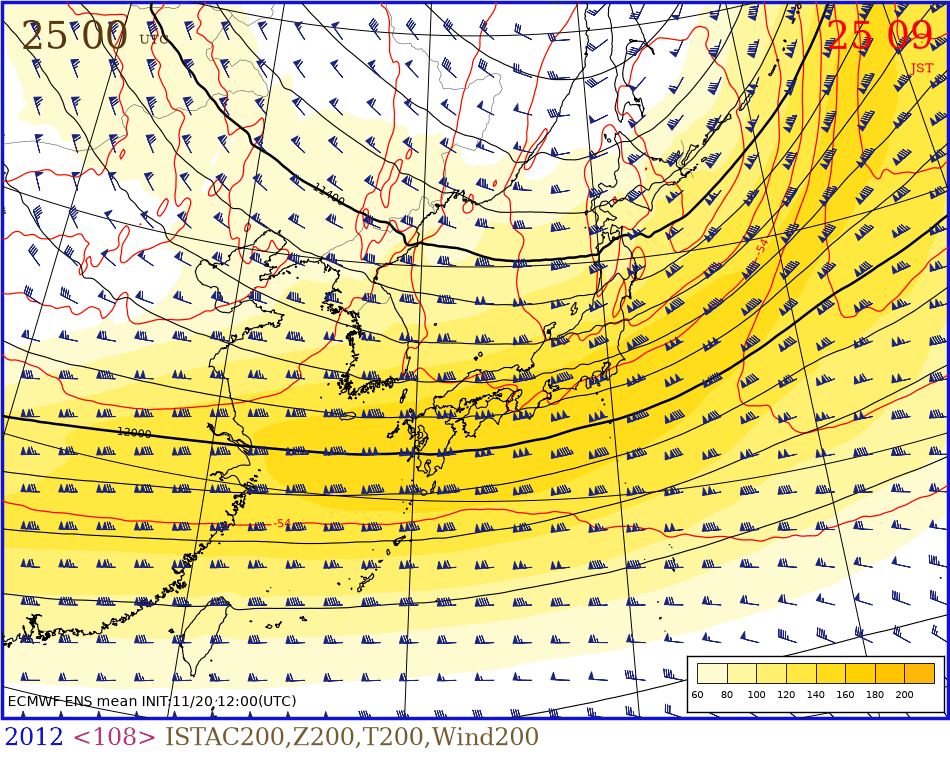 25 00 UTC
25 09 JST
11400
-54
12000
-54
60 80 100 120 140 160 180 200
ECMWF ENS mean INIT:11/20 12:00(UTC)
2012 <108> ISTAC200,Z200,T200,Wind200